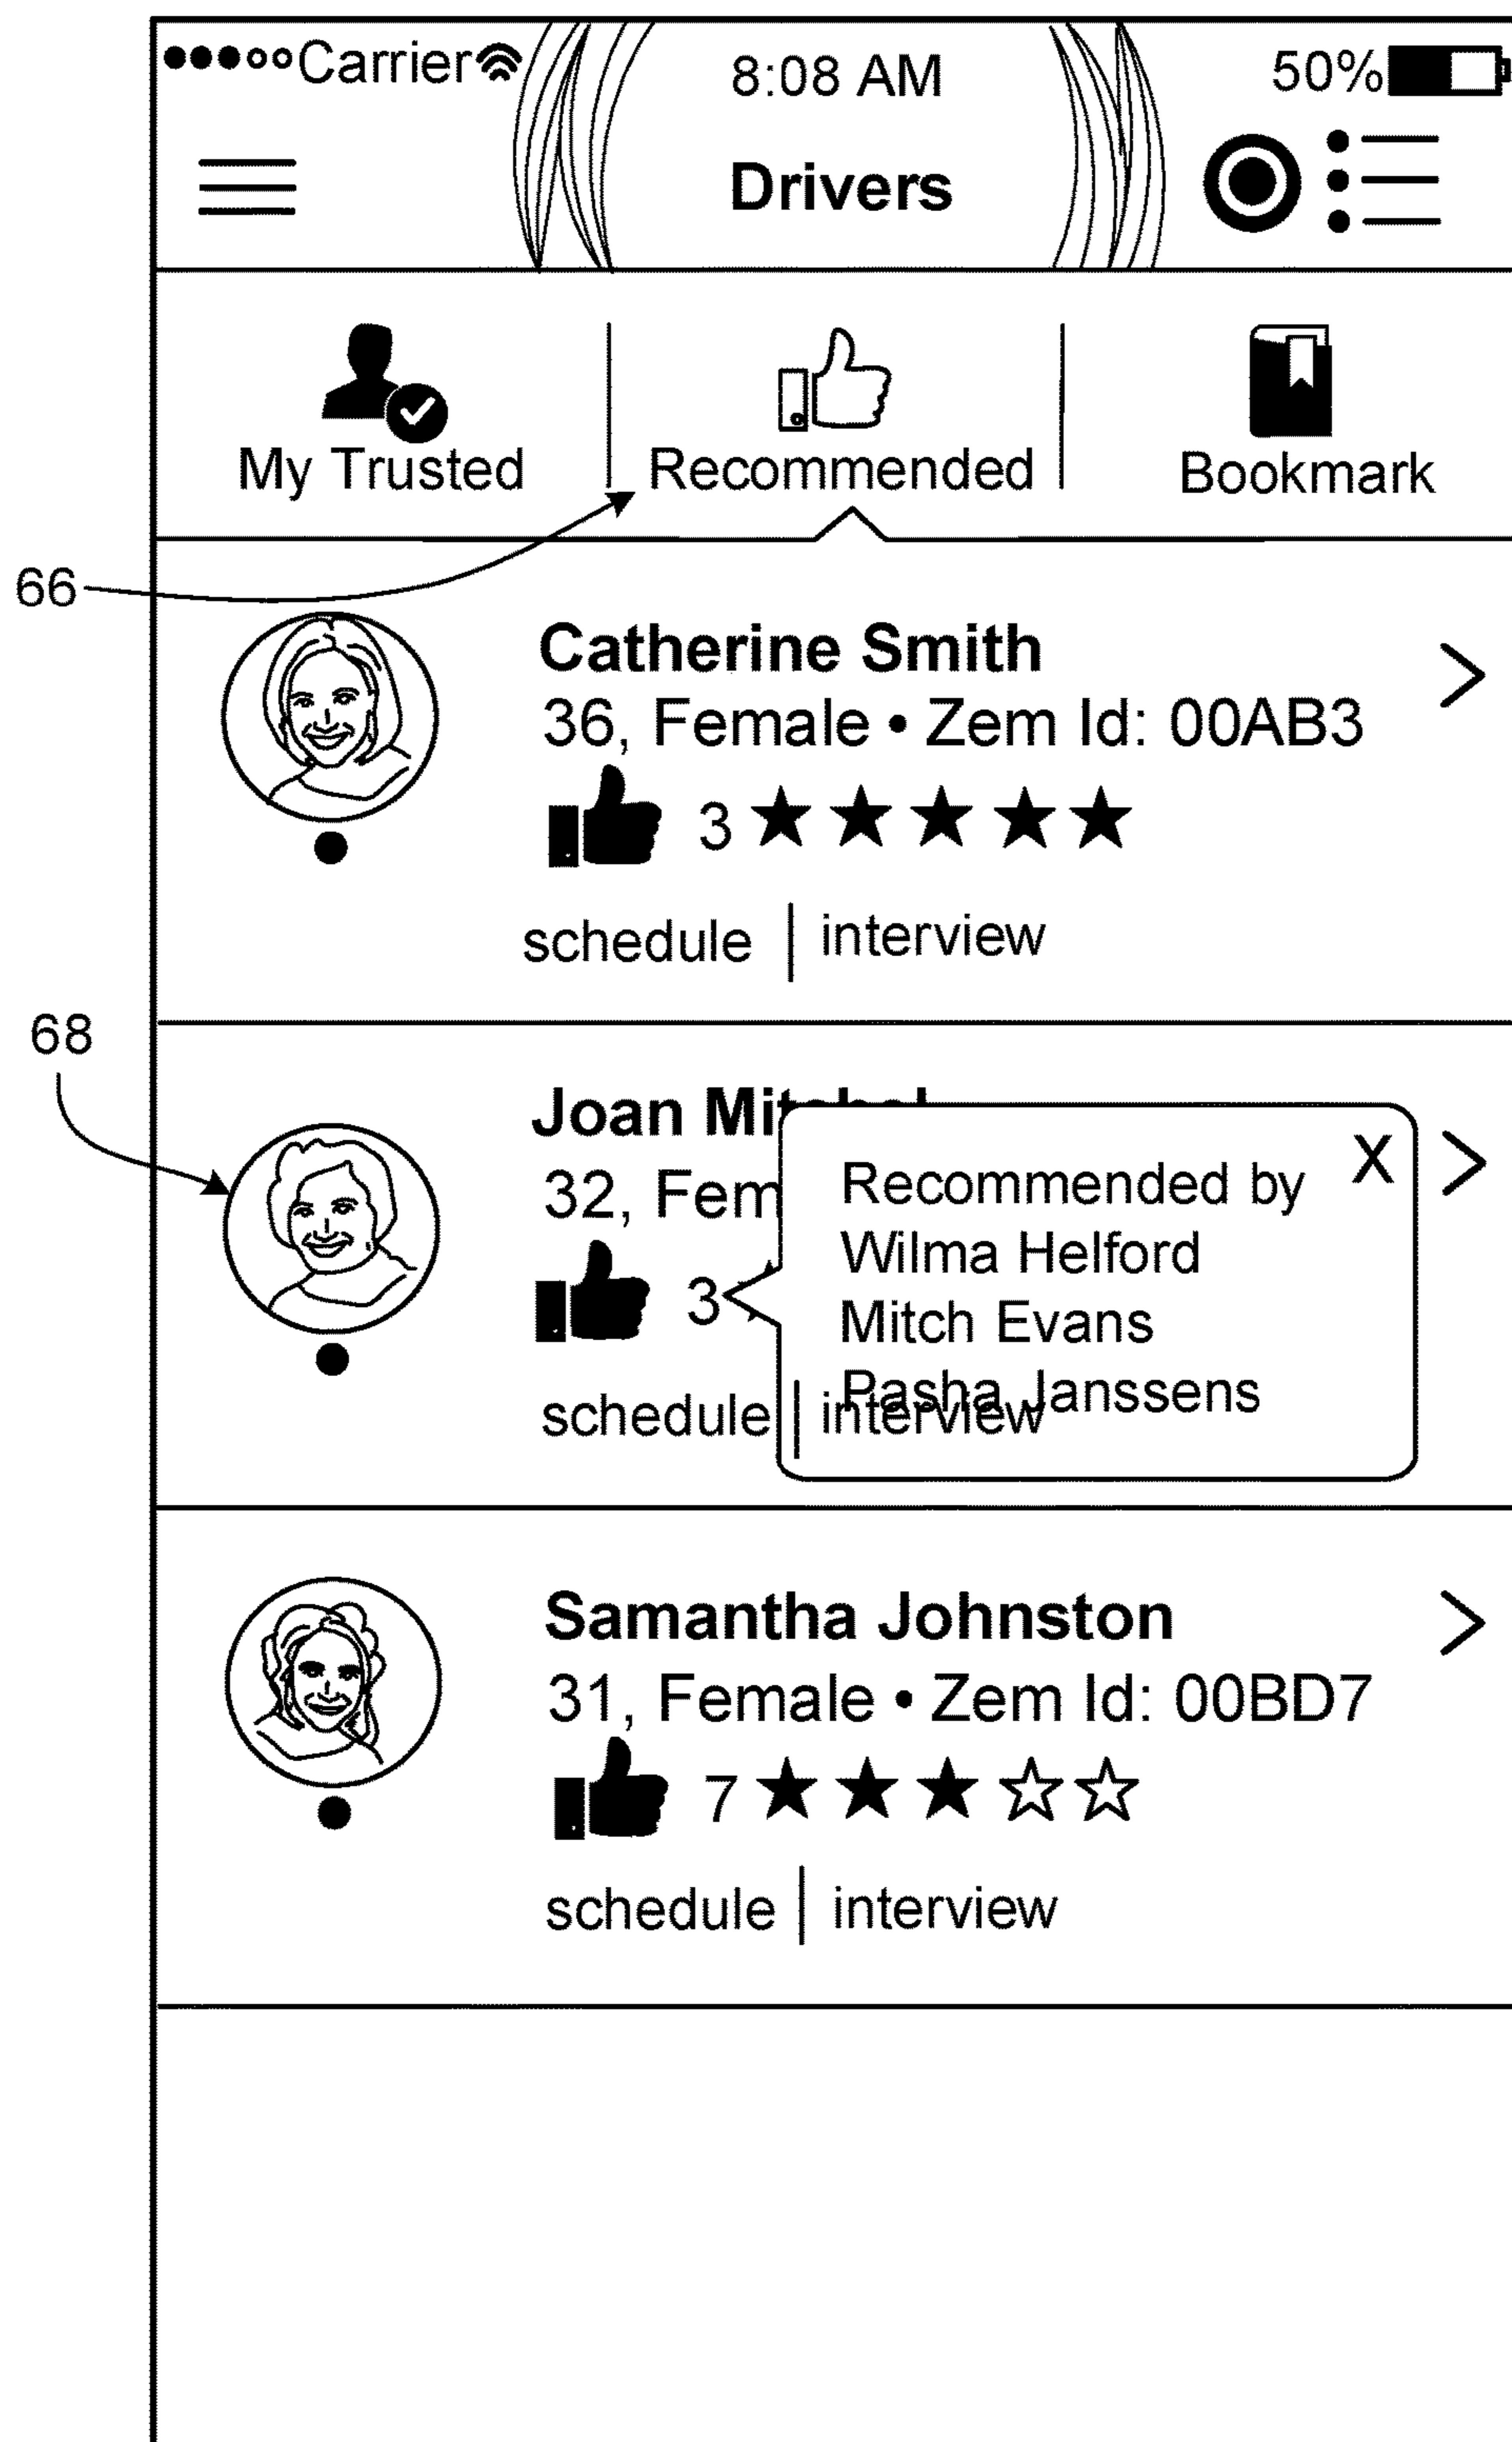 Carrier 8:08 AM 50%
Drivers
My Trusted Recommended Bookmark
66
Catherine Smith
36, Female • Zem Id: 00AB3
3
schedule | interview
68
Joan
32,
3
X
Recommended by
Wilma Helford
Mitch Evans
Pasha Janssens
schedule | interview
Samantha Johnston
31, Female • Zem Id: 00BD7
7
schedule | interview